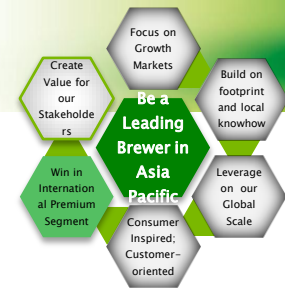 Focus on
Growth
Markets
Create
Value for
our
Stakeholde
rs
Build on
footprint
and local
knowhow
Be a
Leading
Brewer in
Asia
Pacific
Win in
Internation
al Premium
Segment
Leverage
on our
Global
Scale
Consumer
Inspired;
Customer-
oriented